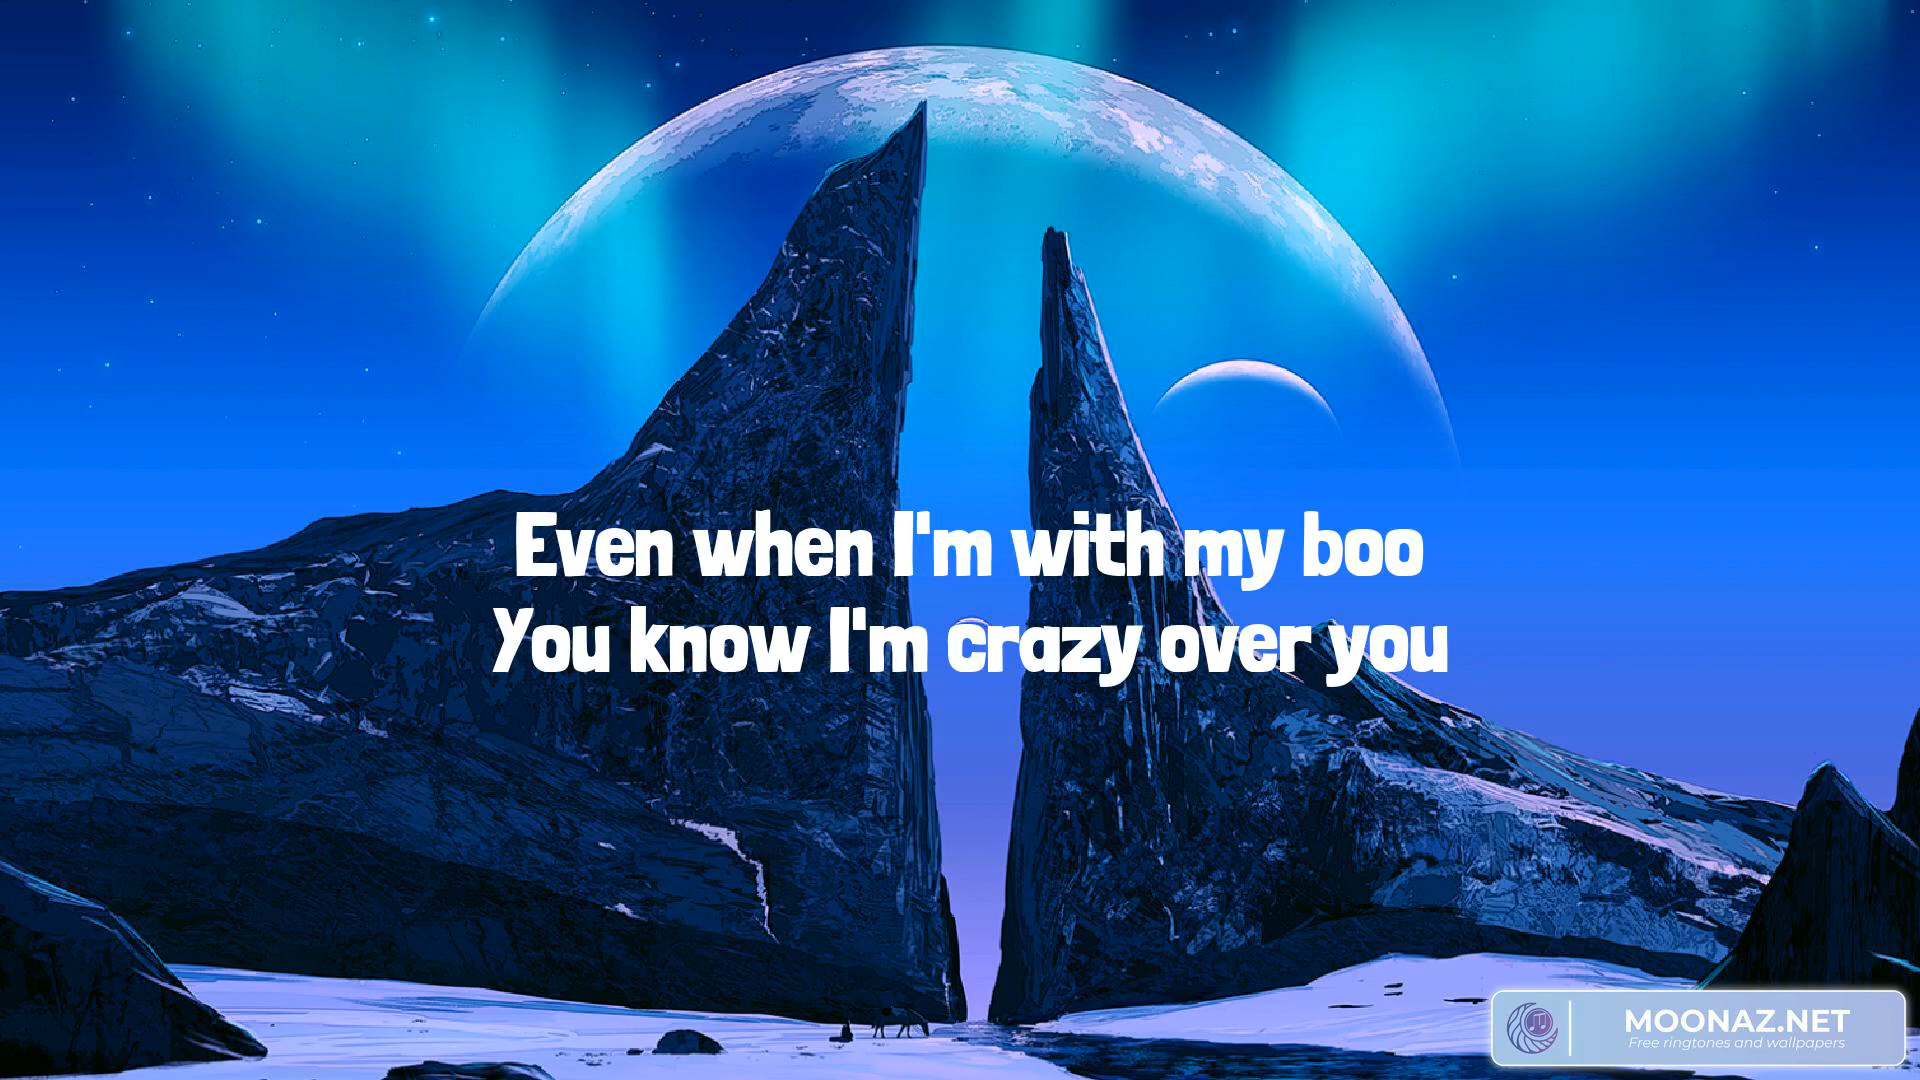 Even when I'm with my boo
You know I'm crazy over you
MOONAZ.NET
Free ringtones and wallpapers